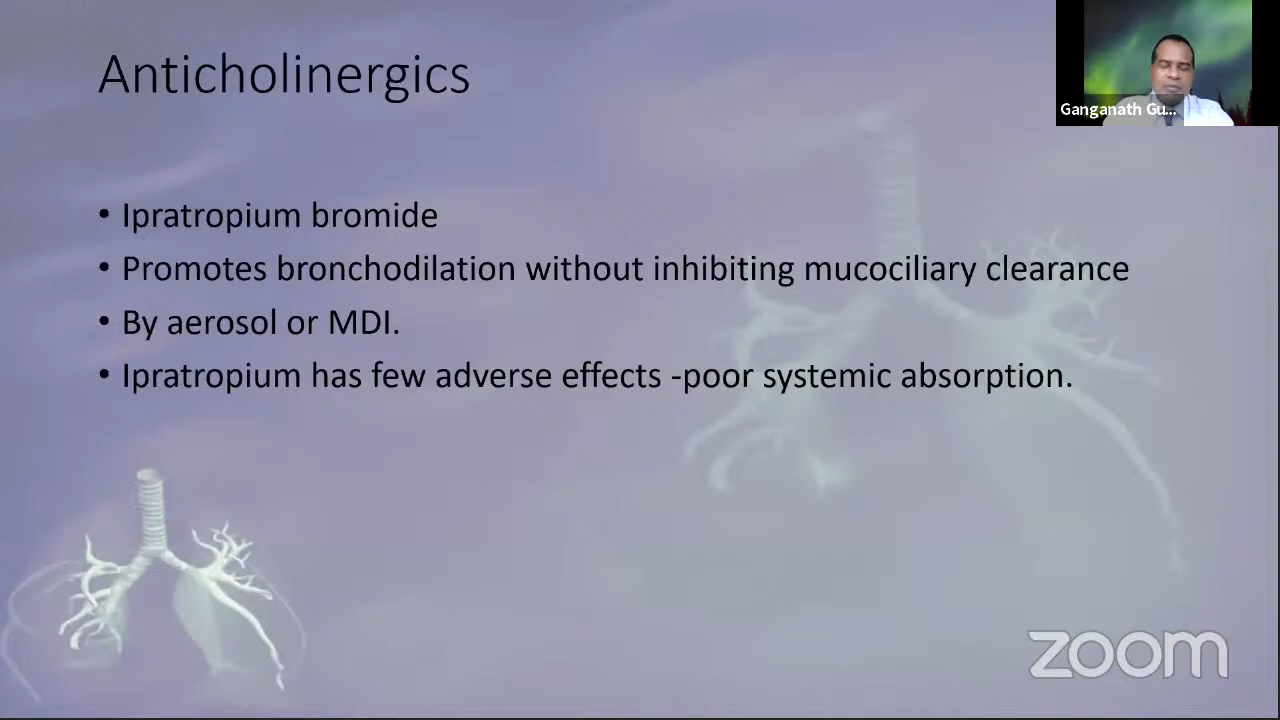 Anticholinergics
Ganganath Gu...
• Ipratropium bromide
• Promotes bronchodilation without inhibiting mucociliary clearance
• By aerosol or MDI.
• Ipratropium has few adverse effects -poor systemic absorption.
zoom